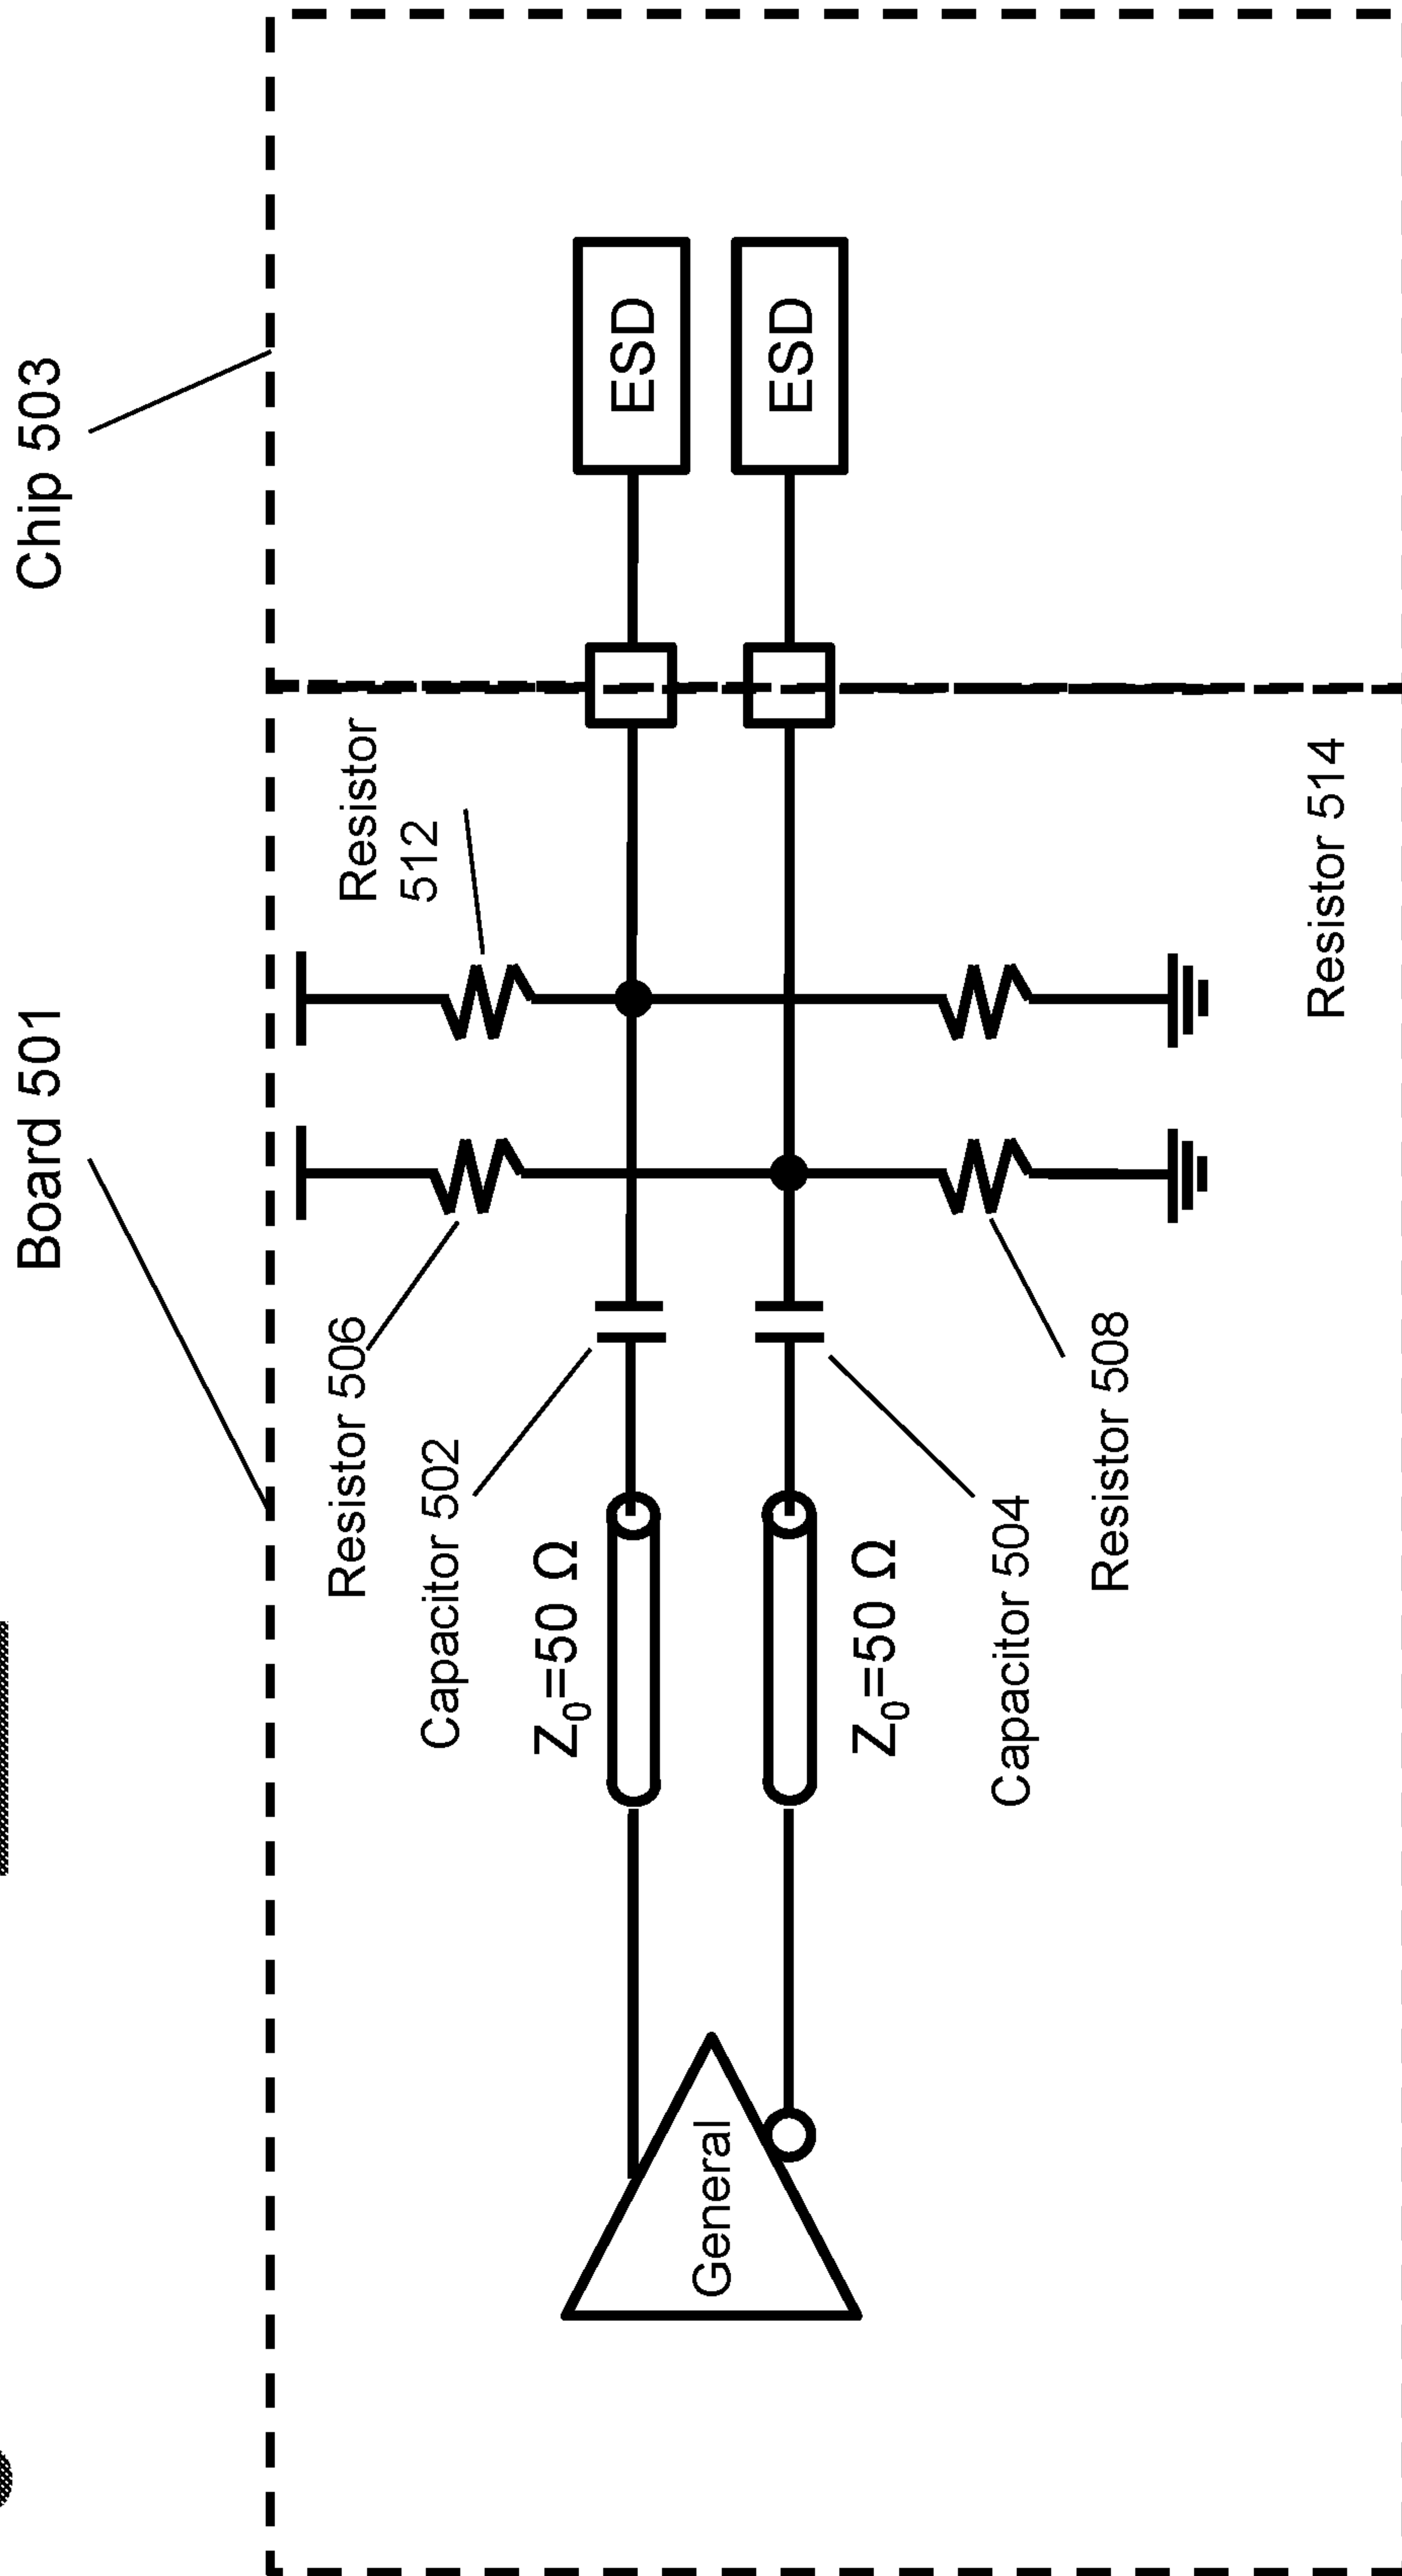 Board 501
Chip 503
Resistor 506
Resistor
512
Capacitor 502
Z0=50 Ω
ESD
General
ESD
Z0=50 Ω
Capacitor 504
Resistor 508
Resistor 514